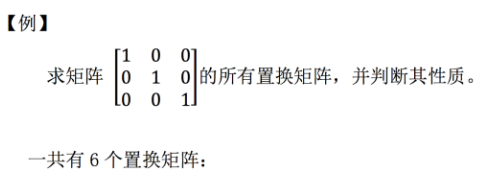 【例】
求矩阵 [1 0 0
0 1 0
0 0 1] 的所有置换矩阵，并判断其性质。
一共有 6 个置换矩阵：